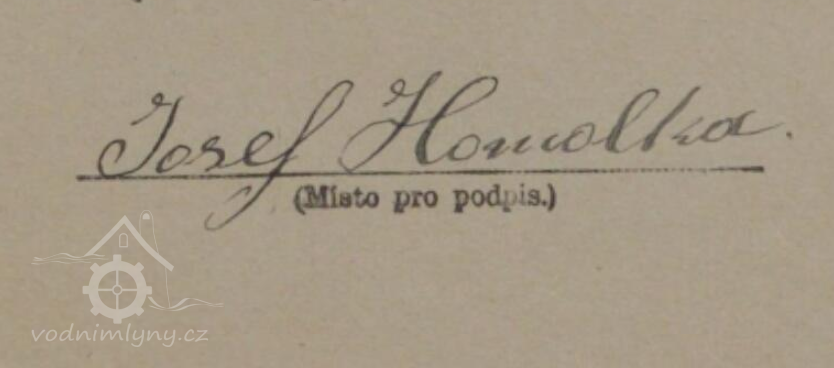 Josef Homolka.
(Místo pro podpis.)
vodnimlyny.cz